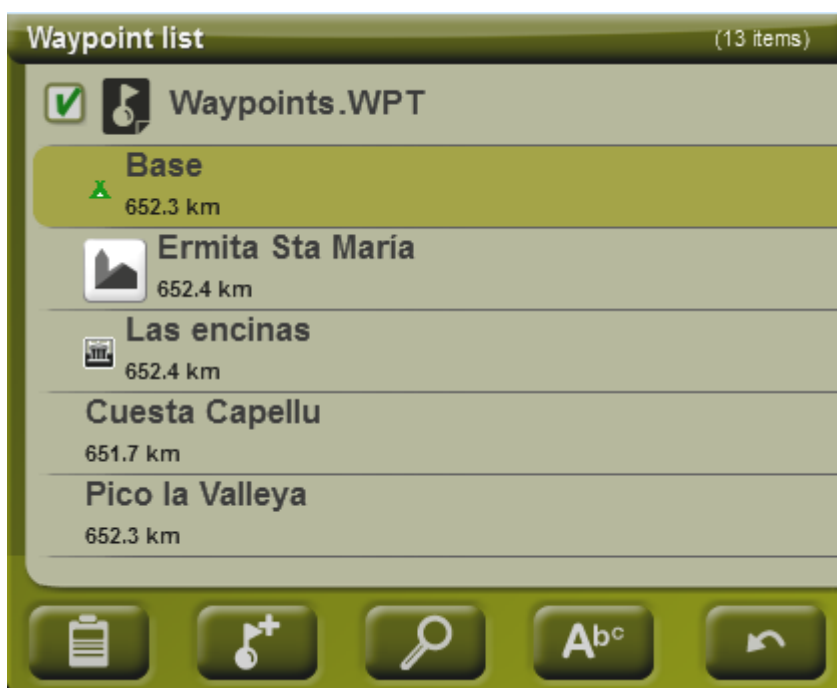 Waypoint list (13 items)
Waypoints.WPT
Base
652.3 km
Ermita Sta María
652.4 km
Las encinas
652.4 km
Cuesta Capellu
651.7 km
Pico la Valleya
652.3 km
Abc